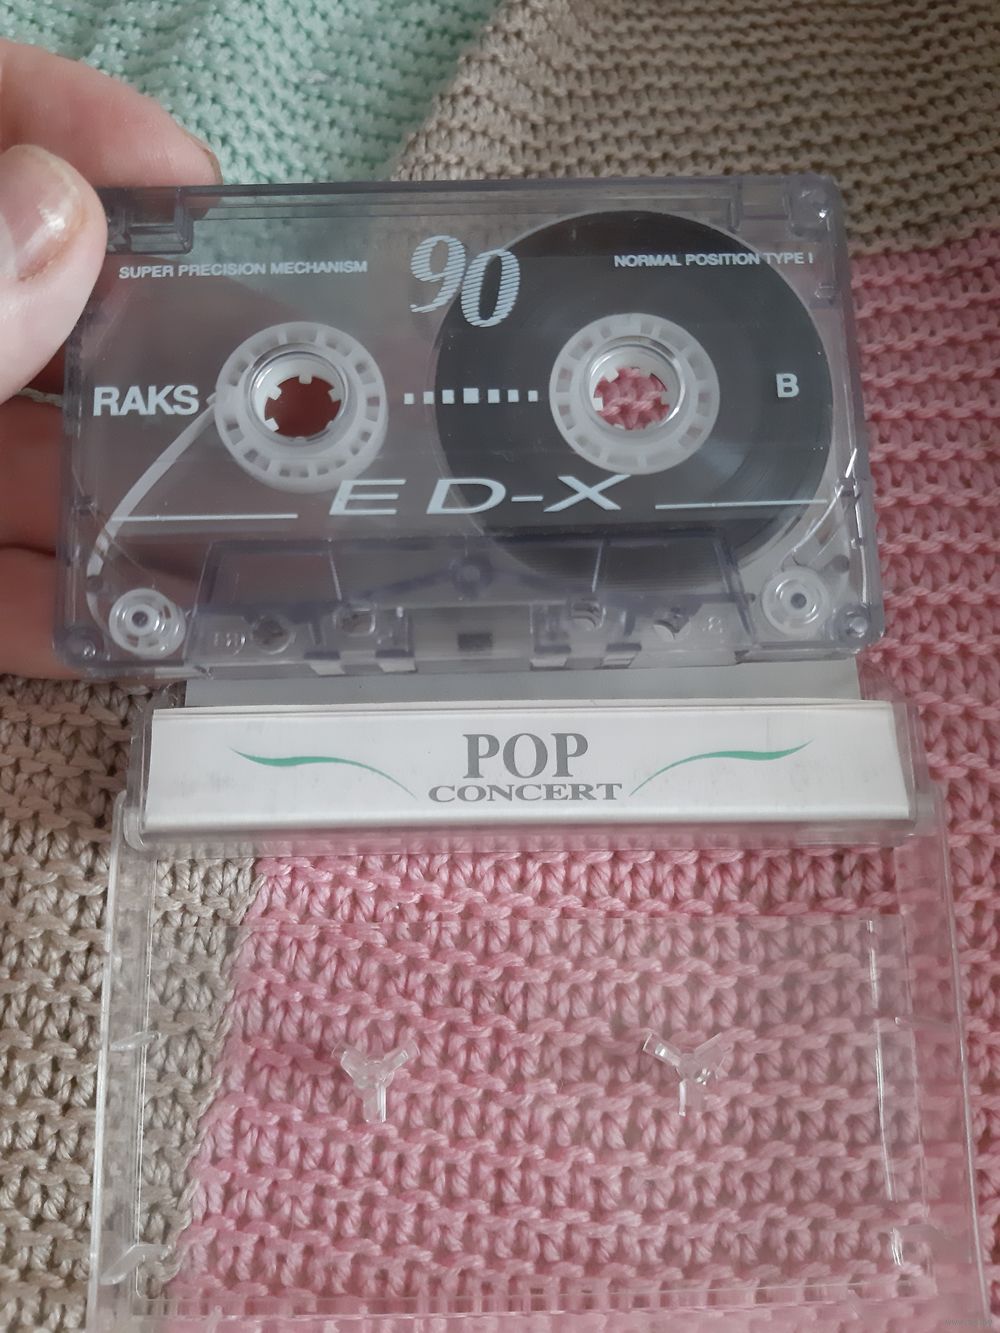 SUPER PRECISION MECHANISM
90
NORMAL POSITION TYPE I
RAKS
B
ED-X
POP
CONCERT